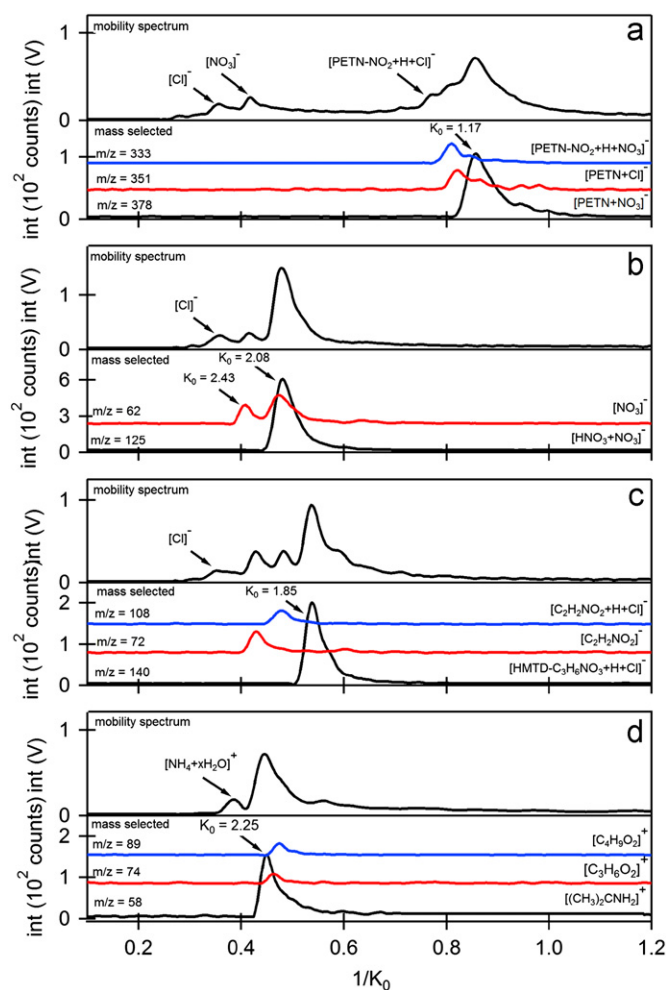 mobility spectrum
a
[Cl]⁻
[NO₃]⁻
[PETN-NO₂+H+Cl]⁻
1
0
int (V)
mass selected
K₀ = 1.17
m/z = 333
[PETN-NO₂+H+NO₃]⁻
1
m/z = 351
[PETN+Cl]⁻
m/z = 378
[PETN+NO₃]⁻
0
int (10² counts)
mobility spectrum
b
[Cl]⁻
1
0
int (V)
mass selected
K₀ = 2.08
K₀ = 2.43
6
3
0
m/z = 62
[NO₃]⁻
m/z = 125
[HNO₃+NO₃]⁻
int (10² counts)
mobility spectrum
c
[Cl]⁻
1
0
int (V)
mass selected
K₀ = 1.85
2
1
0
m/z = 108
[C₂H₂NO₂+H+Cl]⁻
m/z = 72
[C₂H₂NO₂]⁻
m/z = 140
[HMTD-C₃H₆NO₃+H+Cl]⁻
int (10² counts)
mobility spectrum
d
[NH₄+xH₂O]⁺
1
0
int (V)
mass selected
K₀ = 2.25
2
1
0
m/z = 89
[C₄H₉O₂]⁺
m/z = 74
[C₃H₆O₂]⁺
m/z = 58
[(CH₃)₂CNH₂]⁺
int (10² counts)
0.2 0.4 0.6 0.8 1.0 1.2
1/K₀